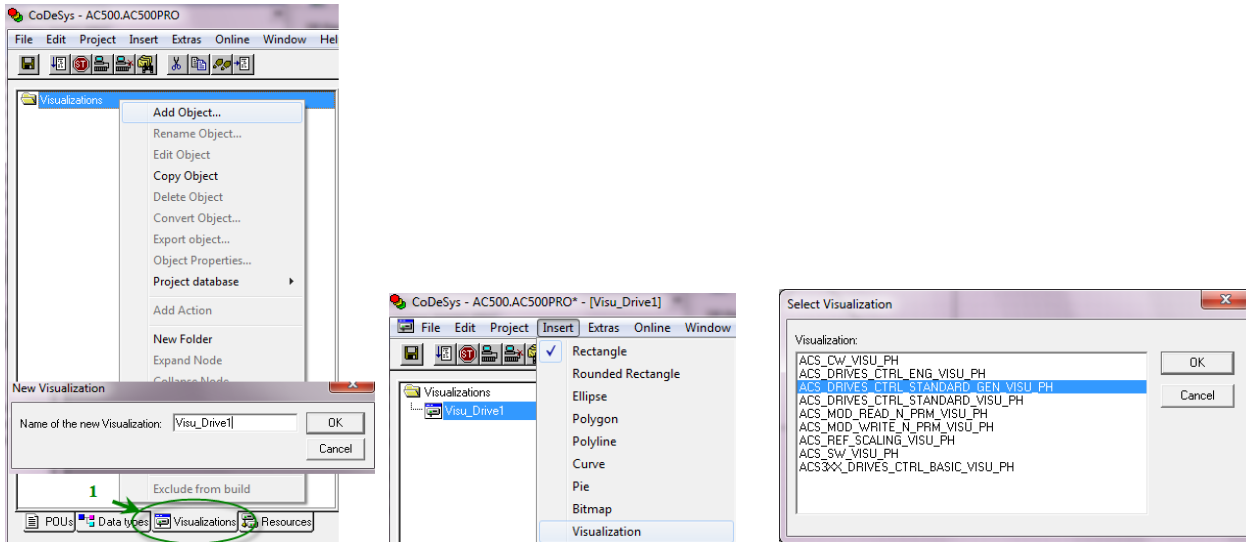 CoDeSys - AC500.AC500PRO
File Edit Project Insert Extras Online Window Hel
Visualizations
Add Object...
Rename Object...
Edit Object
Copy Object
Delete Object
Convert Object...
Export object...
Object Properties...
Project database
Add Action
New Folder
Expand Node
Collapse Node
New Visualization
Name of the new Visualization: Visu_Drive1
OK
Cancel
Exclude from build
1
POUs Data types Visualizations Resources
CoDeSys - AC500.AC500PRO* - [Visu_Drive1]
File Edit Project Insert Extras Online Window
Visualizations
Visu_Drive1
Rectangle
Rounded Rectangle
Ellipse
Polygon
Polyline
Curve
Pie
Bitmap
Visualization
Select Visualization
Visualization:
ACS_CW_VISU_PH
ACS_DRIVES_CTRL_ENG_VISU_PH
ACS_DRIVES_CTRL_STANDARD_GEN_VISU_PH
ACS_DRIVES_CTRL_STANDARD_VISU_PH
ACS_MOD_READ_N_PRM_VISU_PH
ACS_MOD_WRITE_N_PRM_VISU_PH
ACS_REF_SCALING_VISU_PH
ACS_SW_VISU_PH
ACS3XX_DRIVES_CTRL_BASIC_VISU_PH
OK
Cancel